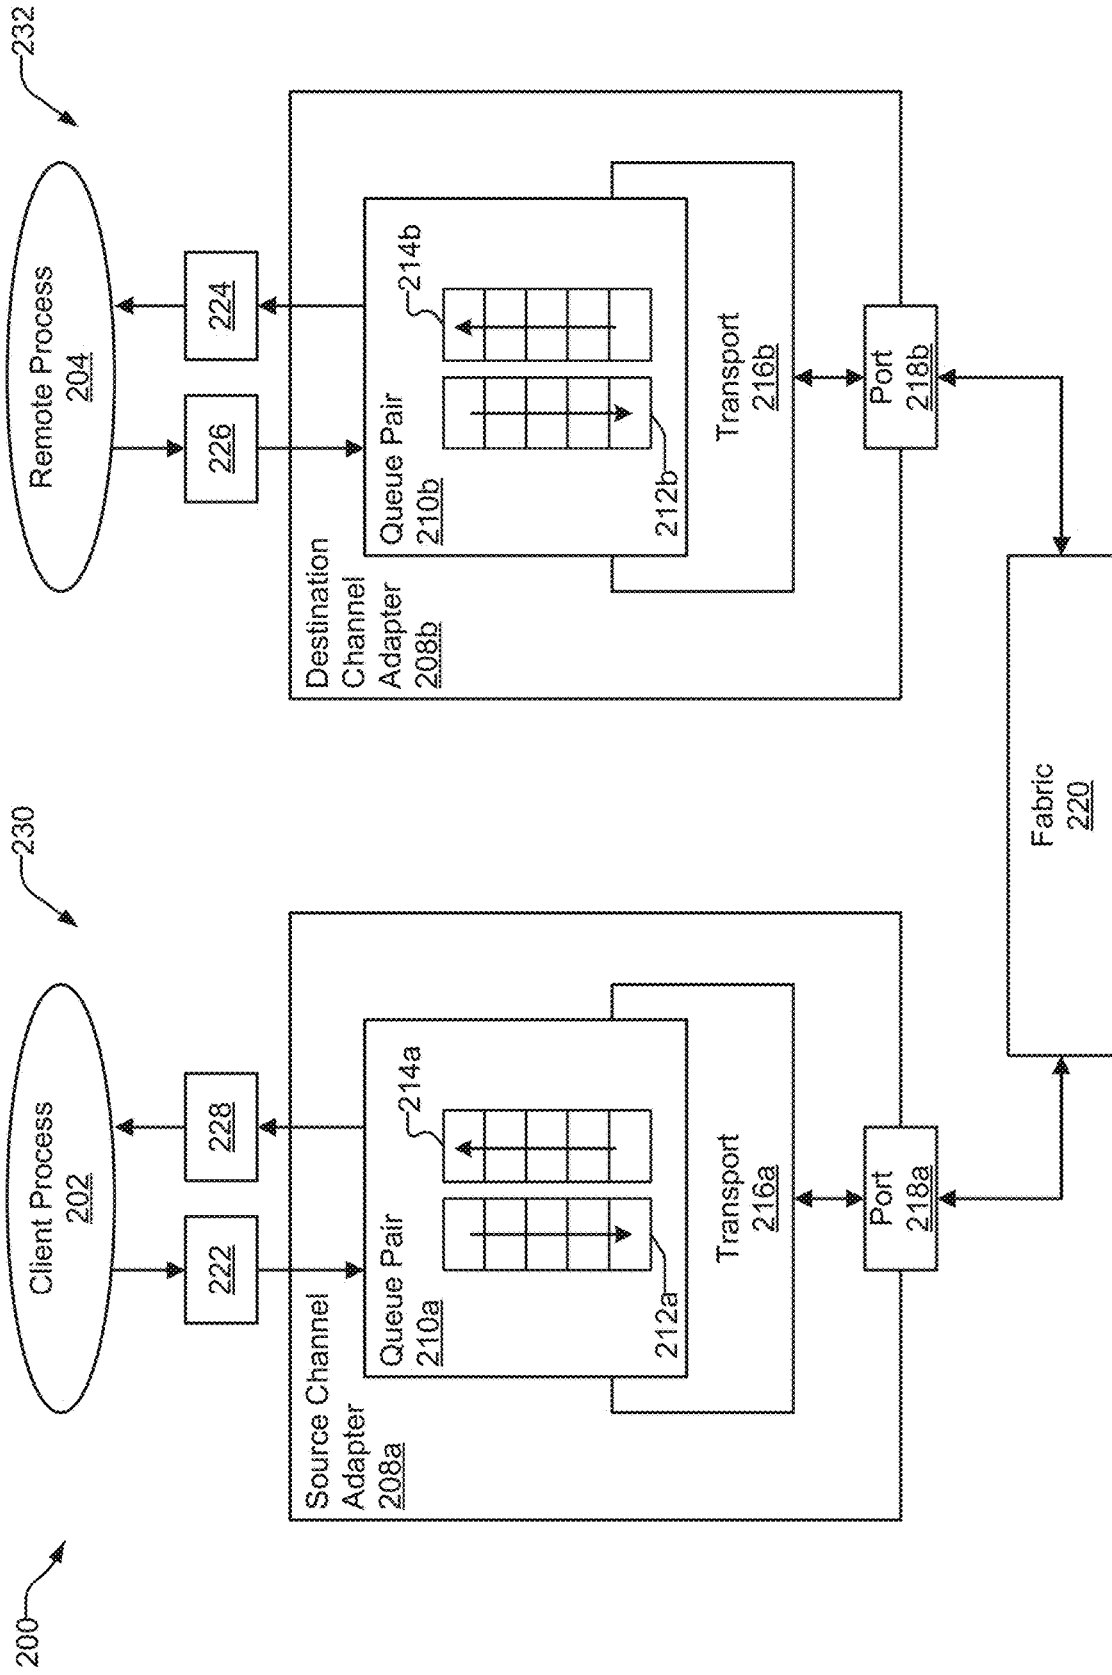 200
230
232
Client Process
202
Remote Process
204
222
228
226
224
Source Channel
Adapter
208a
Queue Pair
210a
214a
212a
Transport
216a
Port
218a
Destination
Channel
Adapter
208b
Queue Pair
210b
214b
212b
Transport
216b
Port
218b
Fabric
220